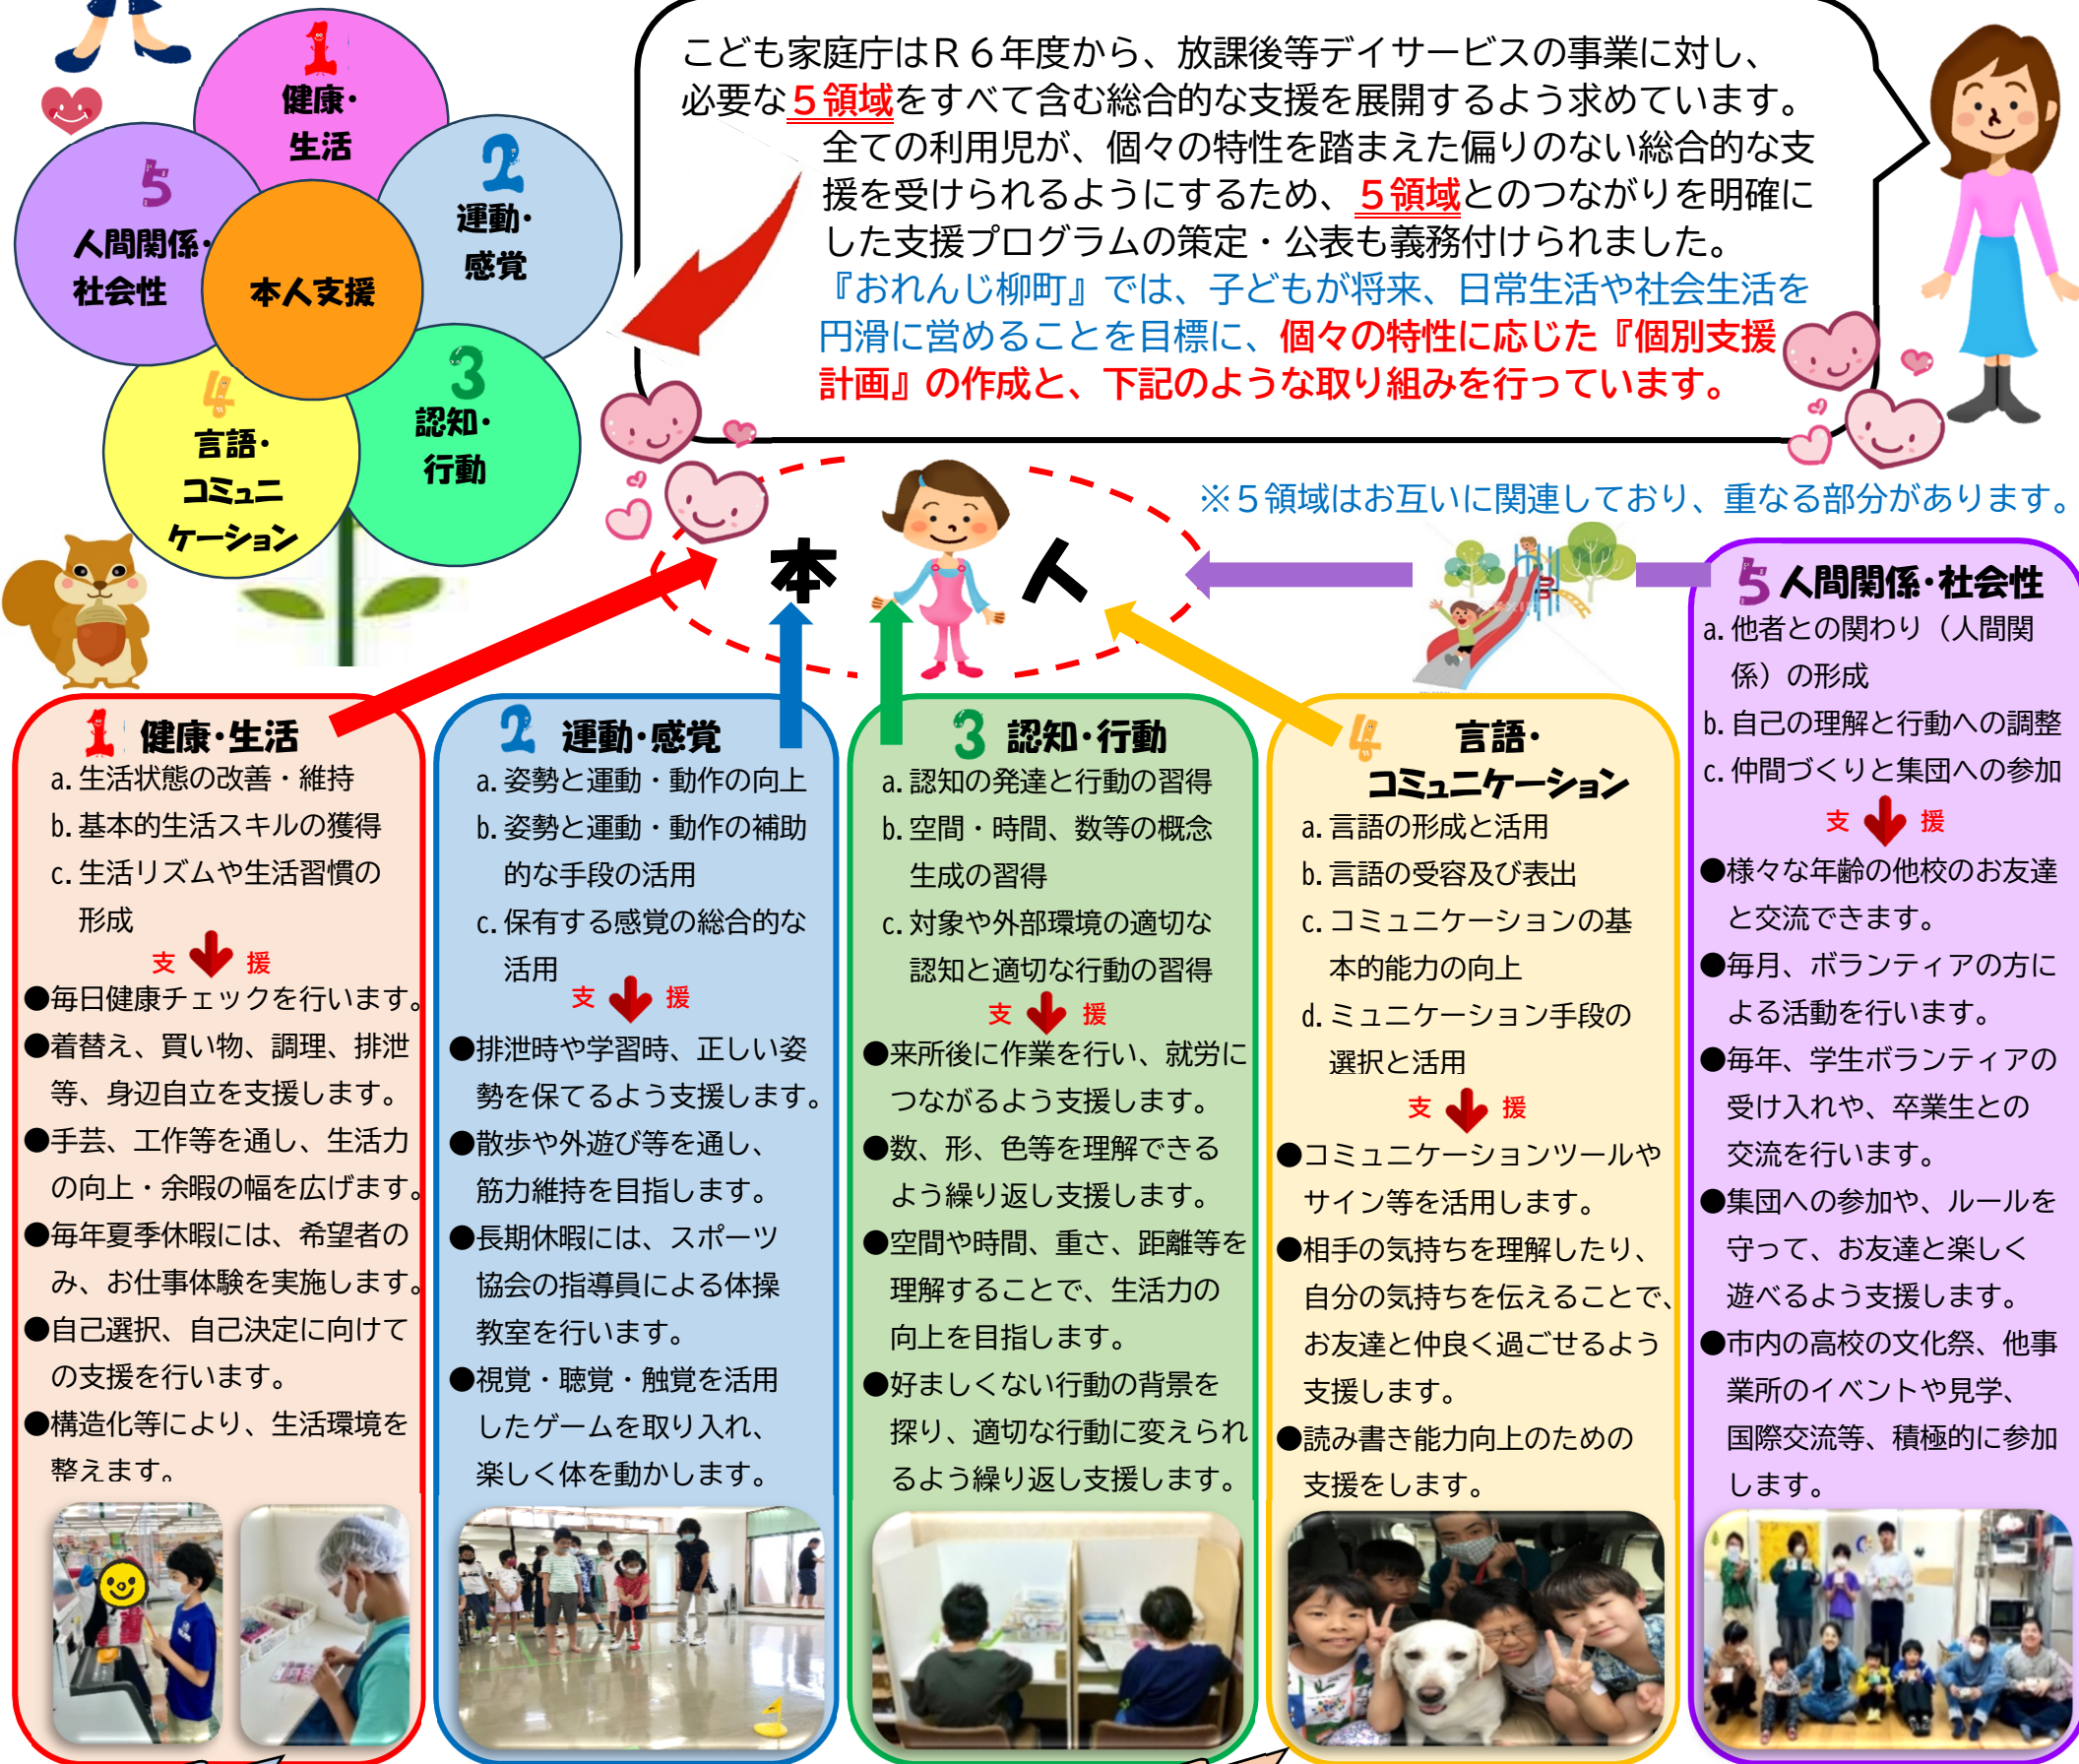 1
健康・
生活
2
運動・
感覚
5
人間関係・
社会性
本人支援
3
認知・
行動
4
言語・
コミュニ
ケーション
こども家庭庁はR６年度から、放課後等デイサービスの事業に対し、
必要な５領域をすべて含む総合的な支援を展開するよう求めています。
全ての利用児が、個々の特性を踏まえた偏りのない総合的な支
援を受けられるようにするため、５領域とのつながりを明確に
した支援プログラムの策定・公表も義務付けられました。
『おれんじ柳町』では、子どもが将来、日常生活や社会生活を
円滑に営めることを目標に、個々の特性に応じた『個別支援
計画』の作成と、下記のような取り組みを行っています。
※５領域はお互いに関連しており、重なる部分があります。
本 人
1 健康・生活
a. 生活状態の改善・維持
b. 基本的生活スキルの獲得
c. 生活リズムや生活習慣の
形成
支 援
●毎日健康チェックを行います。
●着替え、買い物、調理、排泄
等、身辺自立を支援します。
●手芸、工作等を通し、生活力
の向上・余暇の幅を広げます。
●毎年夏季休暇には、希望者の
み、お仕事体験を実施します。
●自己選択、自己決定に向けて
の支援を行います。
●構造化等により、生活環境を
整えます。
2 運動・感覚
a. 姿勢と運動・動作の向上
b. 姿勢と運動・動作の補助
的な手段の活用
c. 保有する感覚の総合的な
活用
支 援
●排泄時や学習時、正しい姿
勢を保てるよう支援します。
●散歩や外遊び等を通し、
筋力維持を目指します。
●長期休暇には、スポーツ
協会の指導員による体操
教室を行います。
●視覚・聴覚・触覚を活用
したゲームを取り入れ、
楽しく体を動かします。
3 認知・行動
a. 認知の発達と行動の習得
b. 空間・時間、数等の概念
生成の習得
c. 対象や外部環境の適切な
認知と適切な行動の習得
支 援
●来所後に作業を行い、就労に
つながるよう支援します。
●数、形、色等を理解できる
よう繰り返し支援します。
●空間や時間、重さ、距離等を
理解することで、生活力の
向上を目指します。
●好ましくない行動の背景を
探り、適切な行動に変えられ
るよう繰り返し支援します。
4 言語・
コミュニケーション
a. 言語の形成と活用
b. 言語の受容及び表出
c. コミュニケーションの基
本的能力の向上
d. ミュニケーション手段の
選択と活用
支 援
●コミュニケーションツールや
サイン等を活用します。
●相手の気持ちを理解したり、
自分の気持ちを伝えることで、
お友達と仲良く過ごせるよう
支援します。
●読み書き能力向上のための
支援をします。
5 人間関係・社会性
a. 他者との関わり（人間関
係）の形成
b. 自己の理解と行動への調整
c. 仲間づくりと集団への参加
支 援
●様々な年齢の他校のお友達
と交流できます。
●毎月、ボランティアの方に
よる活動を行います。
●毎年、学生ボランティアの
受け入れや、卒業生との
交流を行います。
●集団への参加や、ルールを
守って、お友達と楽しく
遊べるよう支援します。
●市内の高校の文化祭、他事
業所のイベントや見学、
国際交流等、積極的に参加
します。